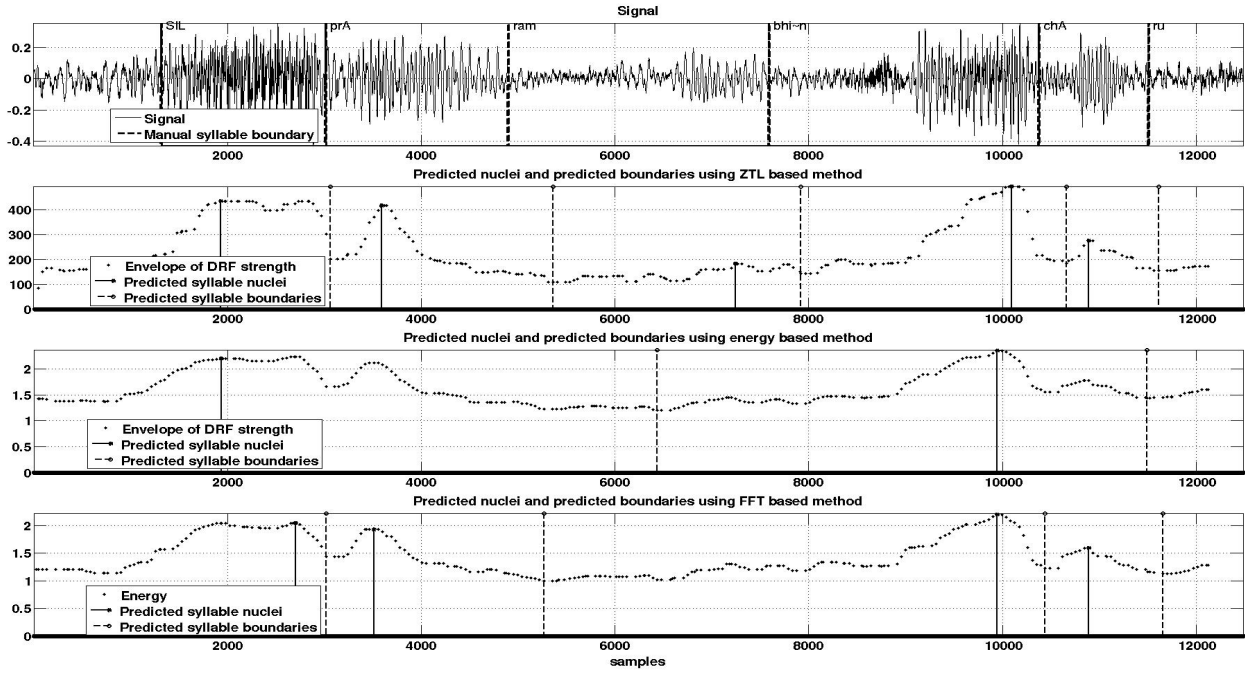 Signal
SIL prA ram bhi~n chA ru
0.2
0
-0.2
-0.4
Signal
Manual syllable boundary
2000 4000 6000 8000 10000 12000
Predicted nuclei and predicted boundaries using ZTL based method
400
300
200
100
0
Envelope of DRF strength
Predicted syllable nuclei
Predicted syllable boundaries
2000 4000 6000 8000 10000 12000
Predicted nuclei and predicted boundaries using energy based method
2
1.5
1
0.5
0
Envelope of DRF strength
Predicted syllable nuclei
Predicted syllable boundaries
2000 4000 6000 8000 10000 12000
Predicted nuclei and predicted boundaries using FFT based method
2
1.5
1
0.5
0
Energy
Predicted syllable nuclei
Predicted syllable boundaries
2000 4000 6000 8000 10000 12000
samples